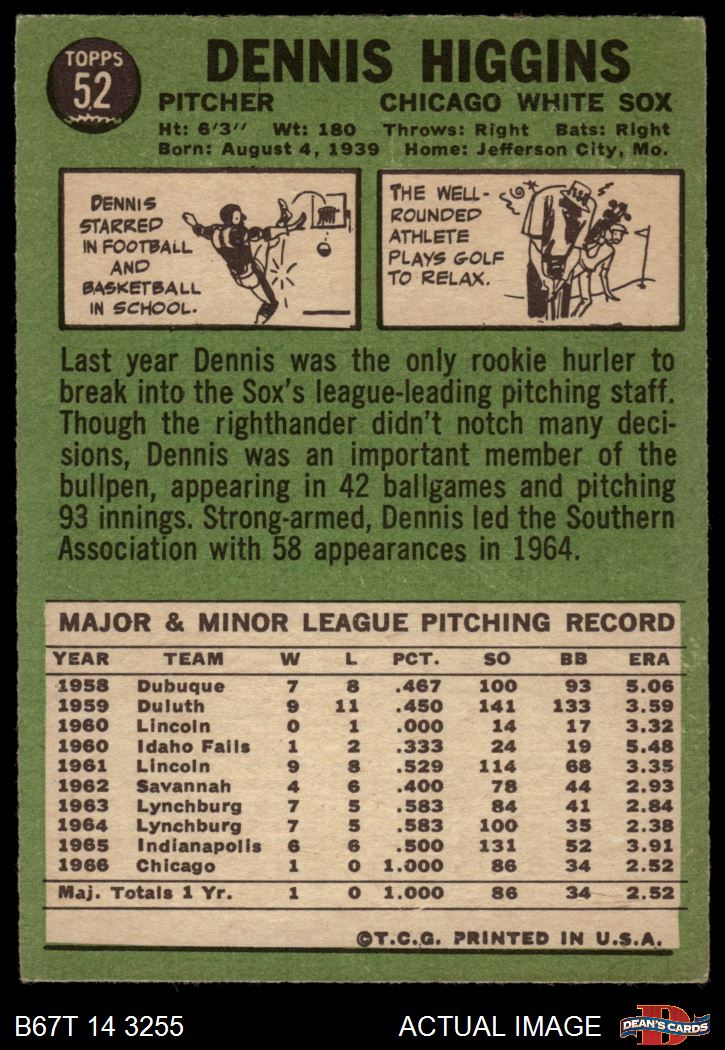 TOPPS
52
DENNIS HIGGINS
PITCHER CHICAGO WHITE SOX
Ht: 6'3" Wt: 180 Throws: Right Bats: Right
Born: August 4, 1939 Home: Jefferson City, Mo.
DENNIS
STARRED
IN FOOTBALL
AND
BASKETBALL
IN SCHOOL.
THE WELL-
ROUNDED
ATHLETE
PLAYS GOLF
TO RELAX.
Last year Dennis was the only rookie hurler to
break into the Sox's league-leading pitching staff.
Though the righthander didn't notch many deci-
sions, Dennis was an important member of the
bullpen, appearing in 42 ballgames and pitching
93 innings. Strong-armed, Dennis led the Southern
Association with 58 appearances in 1964.
MAJOR & MINOR LEAGUE PITCHING RECORD
YEAR TEAM W L PCT. SO BB ERA
1958 Dubuque 7 8 .467 100 93 5.06
1959 Duluth 9 11 .450 141 133 3.59
1960 Lincoln 0 1 .000 14 17 3.32
1960 Idaho Falls 1 2 .333 24 19 5.48
1961 Lincoln 9 8 .529 114 68 3.35
1962 Savannah 4 6 .400 78 44 2.93
1963 Lynchburg 7 5 .583 84 41 2.84
1964 Lynchburg 7 5 .583 100 35 2.38
1965 Indianapolis 6 6 .500 131 52 3.91
1966 Chicago 1 0 1.000 86 34 2.52
Maj. Totals 1 Yr. 1 0 1.000 86 34 2.52
©T.C.G. PRINTED IN U.S.A.
B67T 14 3255 ACTUAL IMAGE DEAN'S CARDS